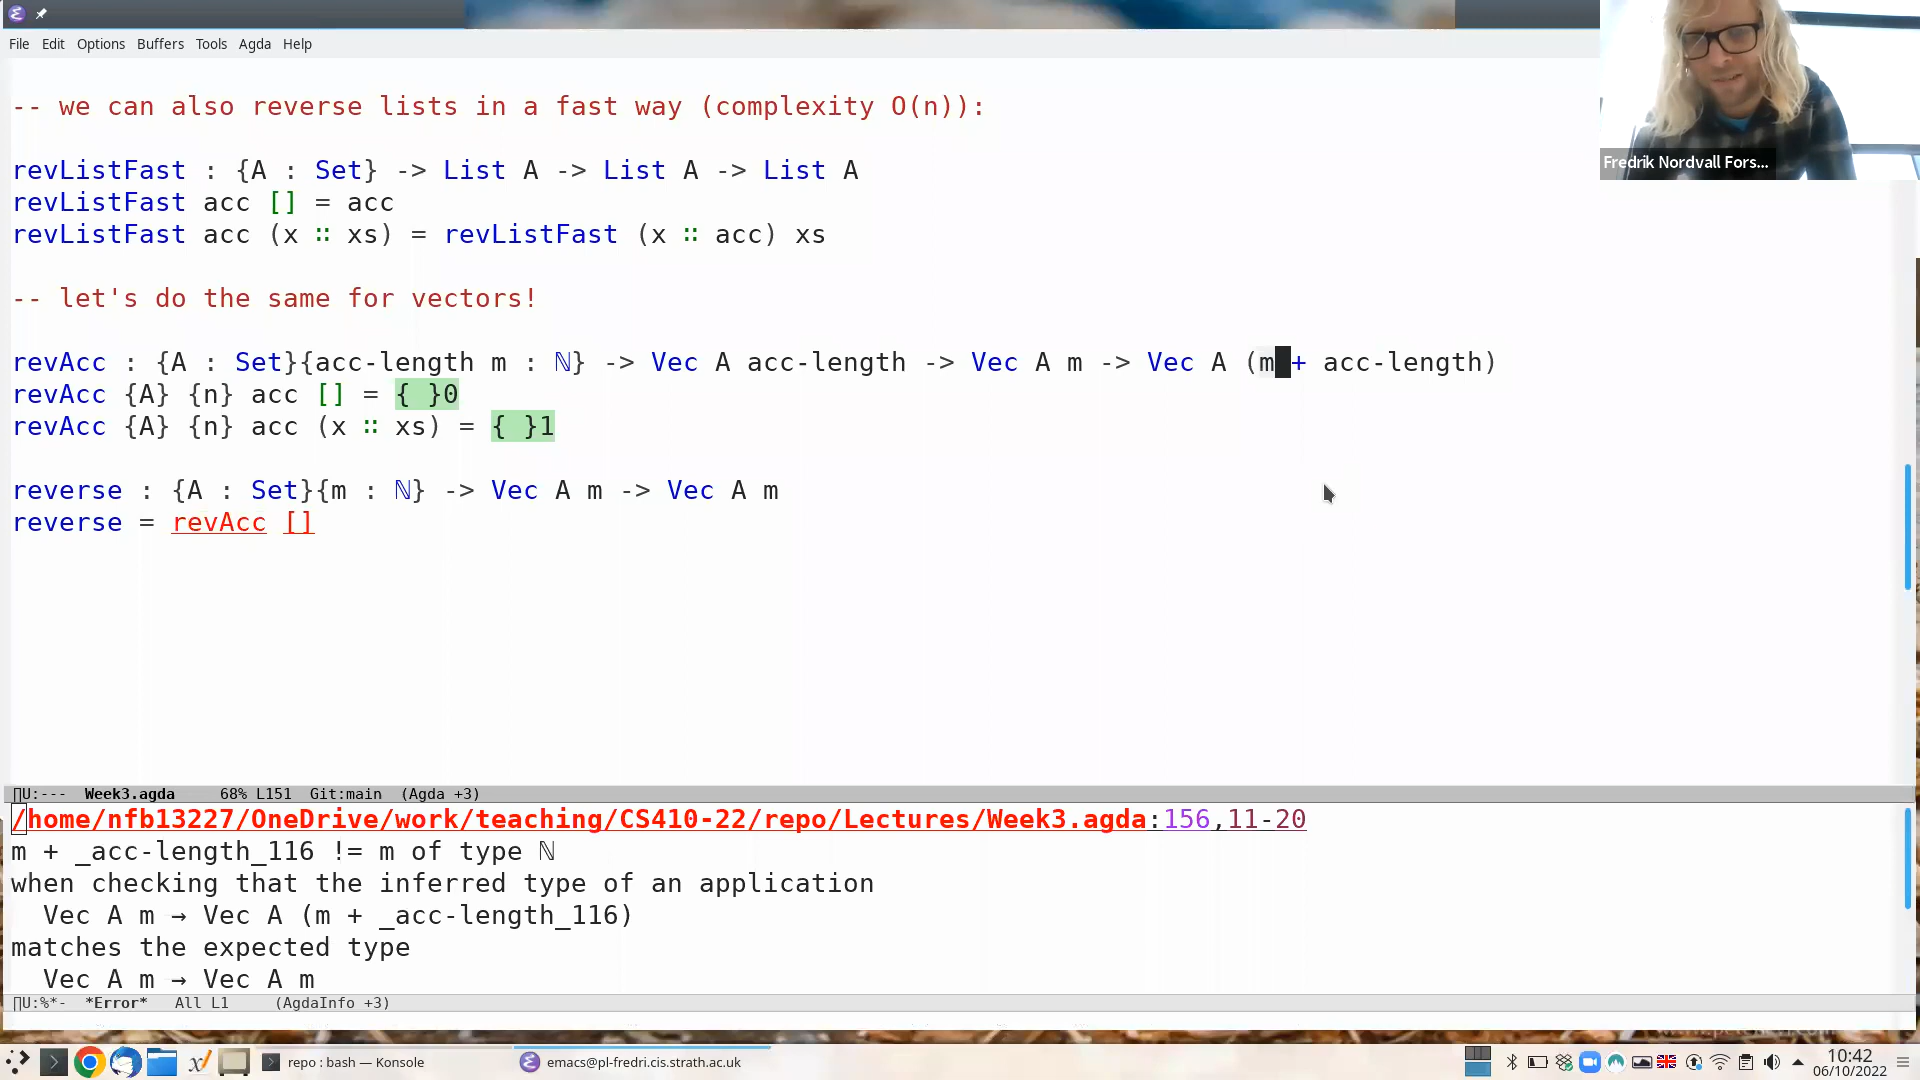 File Edit Options Buffers Tools Agda Help
-- we can also reverse lists in a fast way (complexity O(n)):
revListFast : {A : Set} -> List A -> List A -> List A
revListFast acc [] = acc
revListFast acc (x ∷ xs) = revListFast (x ∷ acc) xs
-- let's do the same for vectors!
revAcc : {A : Set}{acc-length m : ℕ} -> Vec A acc-length -> Vec A m -> Vec A (m + acc-length)
revAcc {A} {n} acc [] = { }0
revAcc {A} {n} acc (x ∷ xs) = { }1
reverse : {A : Set}{m : ℕ} -> Vec A m -> Vec A m
reverse = revAcc []
Fredrik Nordvall Fors...
∏U:--- Week3.agda 68% L151 Git:main (Agda +3)
/home/nfb13227/OneDrive/work/teaching/CS410-22/repo/Lectures/Week3.agda:156,11-20
m + _acc-length_116 != m of type ℕ
when checking that the inferred type of an application
Vec A m → Vec A (m + _acc-length_116)
matches the expected type
Vec A m → Vec A m
∏U:%*- *Error* All L1 (AgdaInfo +3)
repo : bash — Konsole
emacs@pl-fredri.cis.strath.ac.uk
10:42
06/10/2022